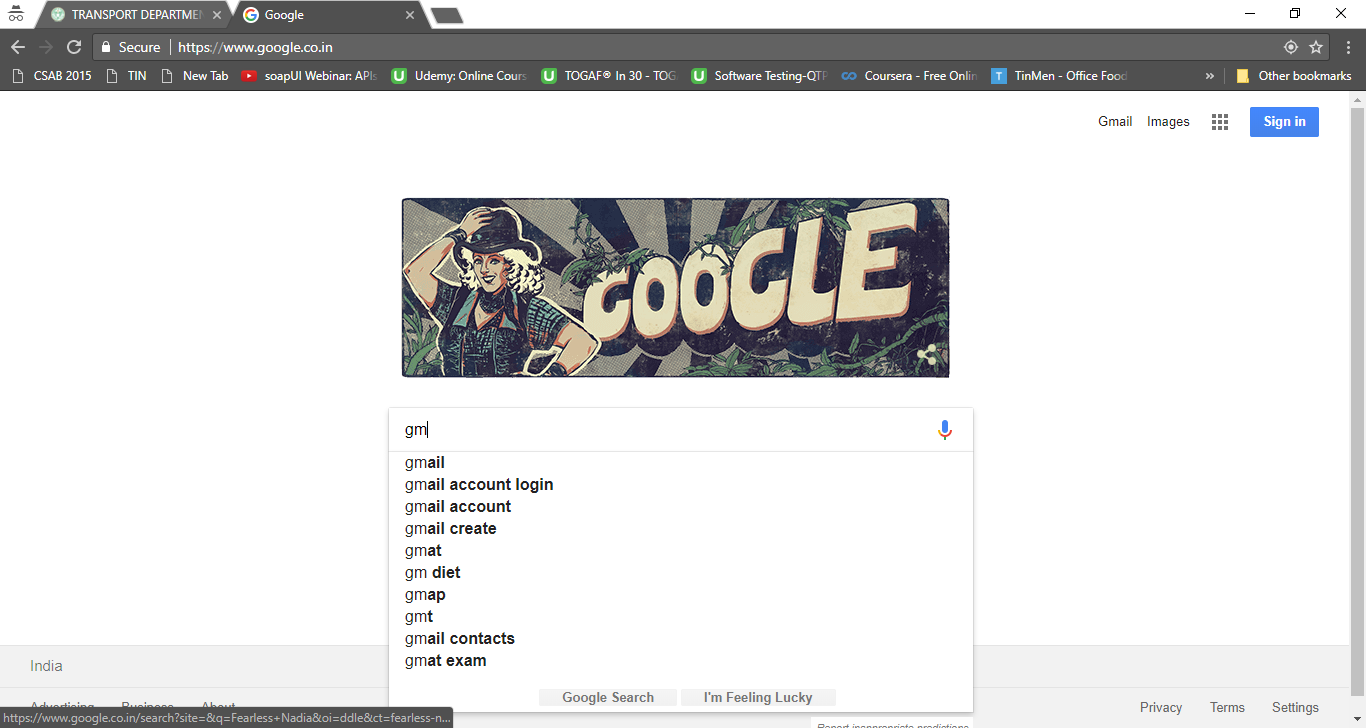 TRANSPORT DEPARTMEN
Google
Secure https://www.google.co.in
CSAB 2015 TIN New Tab soapUI Webinar: APIs Udemy: Online Cours TOGAF® In 30 - TOG. Software Testing-QTP Coursera - Free Onlin TinMen - Office Food » Other bookmarks
Gmail Images Sign in
GOOGLE
gm
gmail
gmail account login
gmail account
gmail create
gmat
gm diet
gmap
gmt
gmail contacts
gmat exam
Google Search I'm Feeling Lucky
India
Advertising Business About
Privacy Terms Settings
https://www.google.co.in/search?site=&q=Fearless+Nadia&oi=ddle&ct=fearless-n...
Report inappropriate predictions